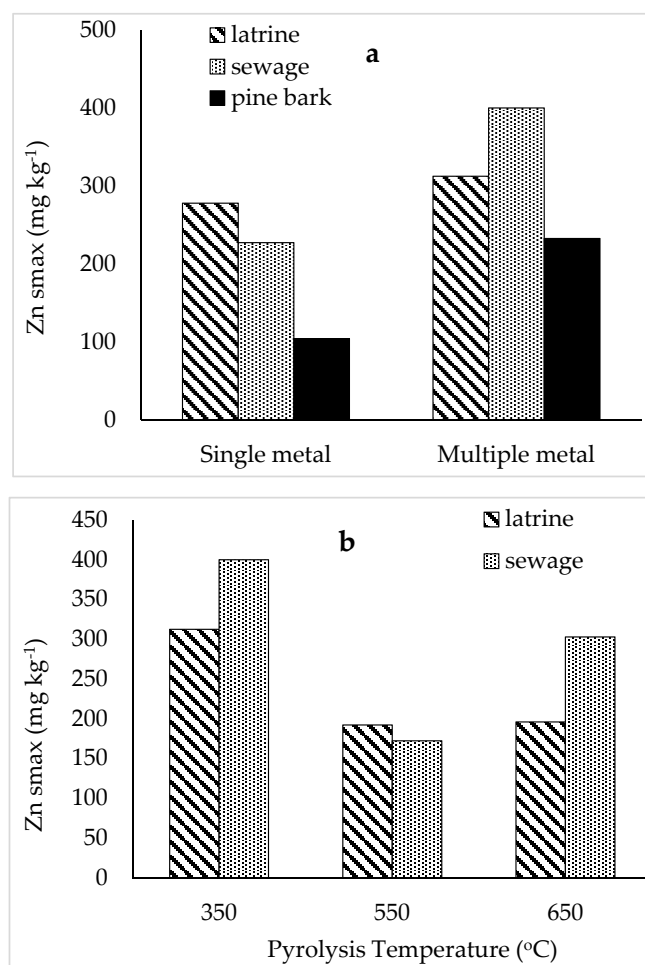 500
400
300
200
100
0
Zn smax (mg kg-1)
latrine
sewage
pine bark
a
Single metal Multiple metal
450
400
350
300
250
200
150
100
50
0
Zn smax (mg kg-1)
latrine
sewage
b
350 550 650
Pyrolysis Temperature (oC)